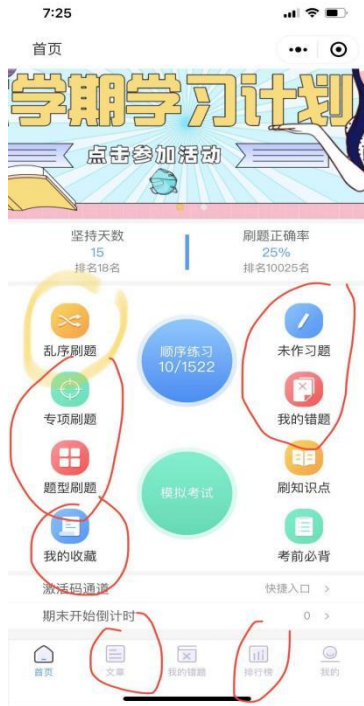 7:25
首页
学期学习计划
点击参加活动
坚持天数
15
排名18名
刷题正确率
25%
排名10025名
乱序刷题
顺序练习
10/1522
未作习题
专项刷题
我的错题
题型刷题
模拟考试
刷知识点
我的收藏
考前必背
激活码通道
快捷入口 >
期末开始倒计时
0 >
首页
文章
我的错题
排行榜
我的